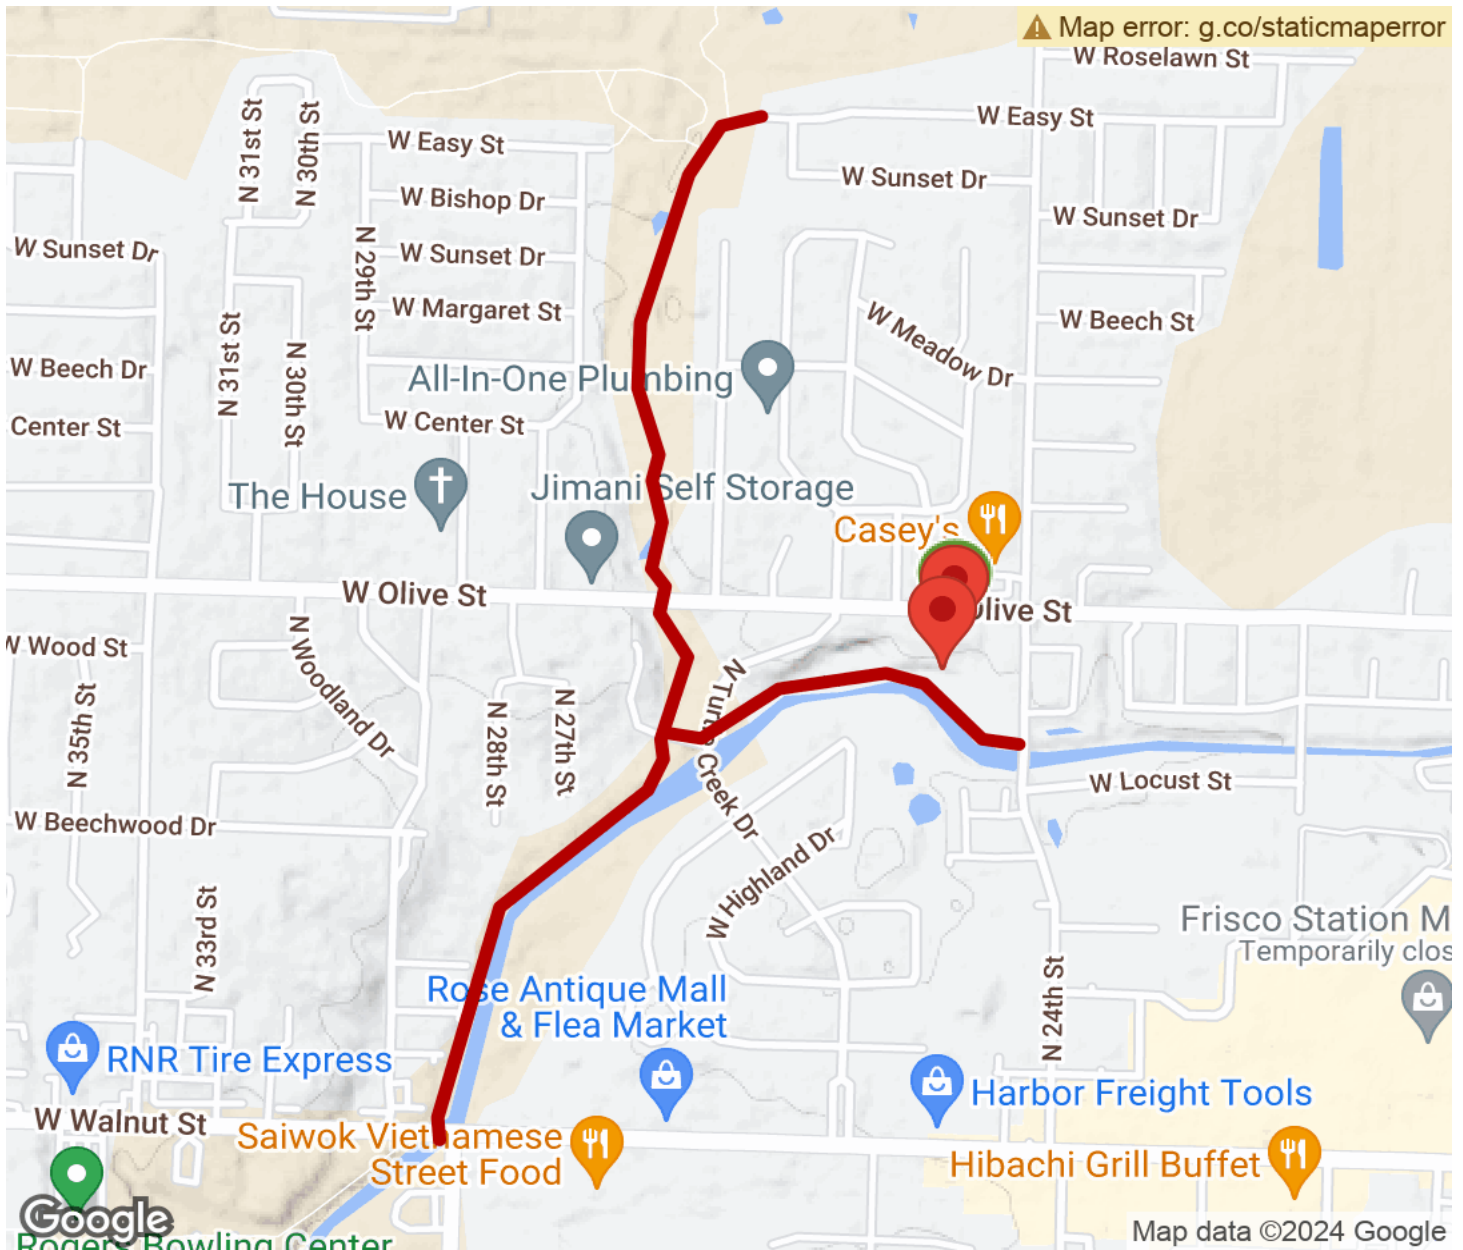 Map error: g.co/staticmaperror
W Roselawn St
N 31st St
N 30th St
W Easy St
W Easy St
W Bishop Dr
W Sunset Dr
W Sunset Dr
W Sunset Dr
N 29th St
W Sunset Dr
W Margaret St
W Meadow Dr
W Beech St
N 31st St
N 30th St
W Beech Dr
All-In-One Plumbing
Center St
W Center St
The House
Jimani Self Storage
Casey's
W Olive St
Olive St
W Wood St
N Woodland Dr
N 35th St
N 28th St
N 27th St
N Turtle Creek Dr
W Locust St
W Beechwood Dr
W Highland Dr
N 33rd St
Frisco Station M
Temporarily clos
N 24th St
Rose Antique Mall
& Flea Market
RNR Tire Express
Harbor Freight Tools
W Walnut St
Saiwok Vietnamese
Street Food
Hibachi Grill Buffet
Google
Rogers Bowling Center
Map data ©2024 Google